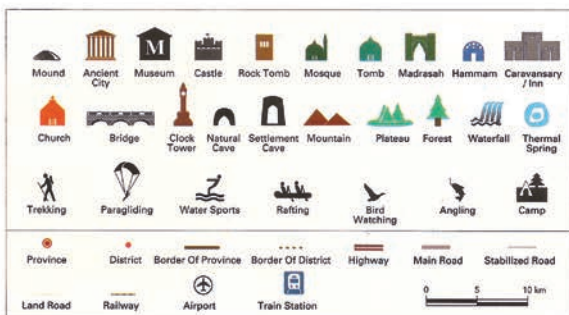 M
Mound Ancient City Museum Castle Rock Tomb Mosque Tomb Madrasah Hammam Caravansary / Inn
Church Bridge Clock Tower Natural Cave Settlement Cave Mountain Plateau Forest Waterfall Thermal Spring
Trekking Paragliding Water Sports Rafting Bird Watching Angling Camp
Province District Border Of Province Border Of District Highway Main Road Stabilized Road
Land Road Railway Airport Train Station 0 5 10 km